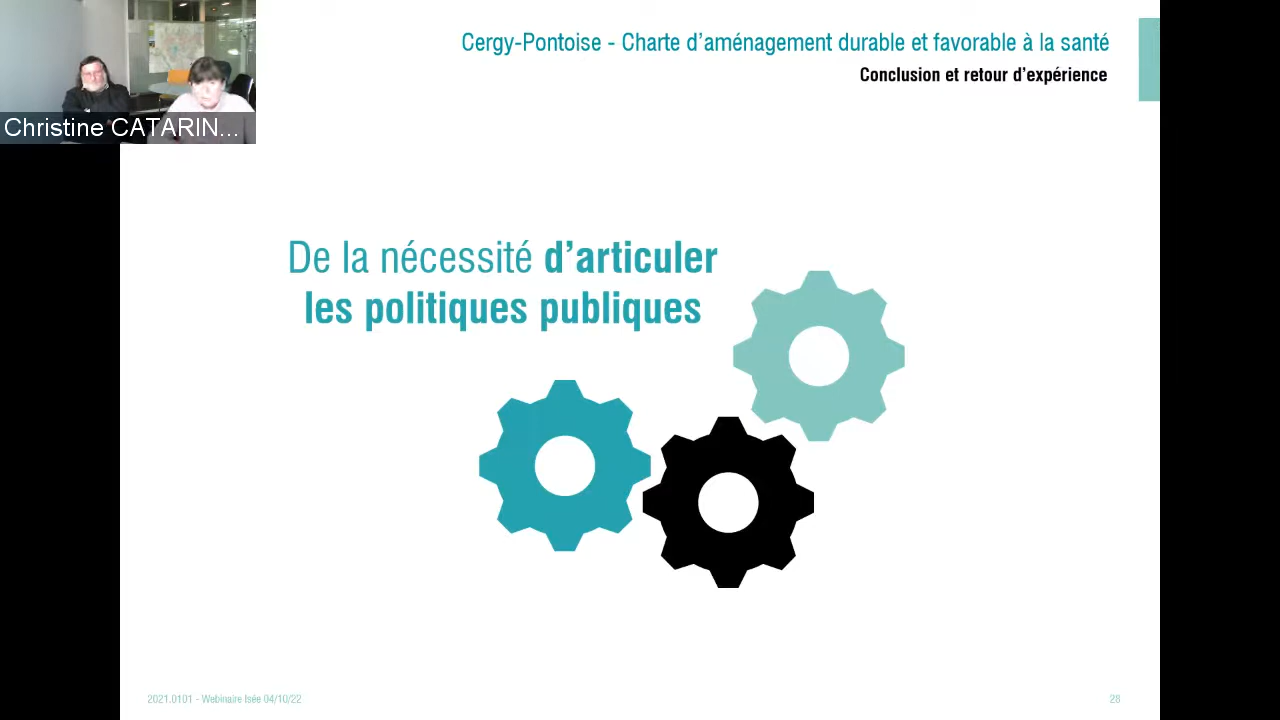 Cergy-Pontoise - Charte d'aménagement durable et favorable à la santé
Conclusion et retour d'expérience
Christine CATARIN...
De la nécessité d'articuler
les politiques publiques
2021.0101 - Webinaire Isée 04/10/22
28